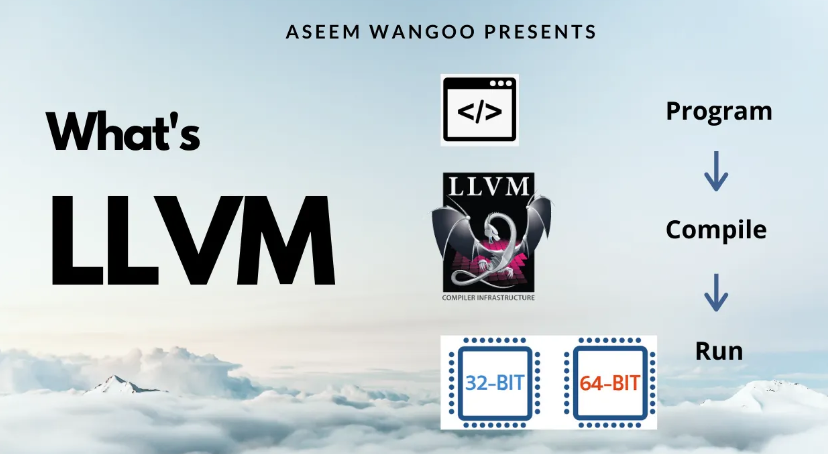 ASEEM WANGOO PRESENTS
What's
LLVM
</>
LLVM
COMPILER INFRASTRUCTURE
32-BIT
64-BIT
Program
Compile
Run